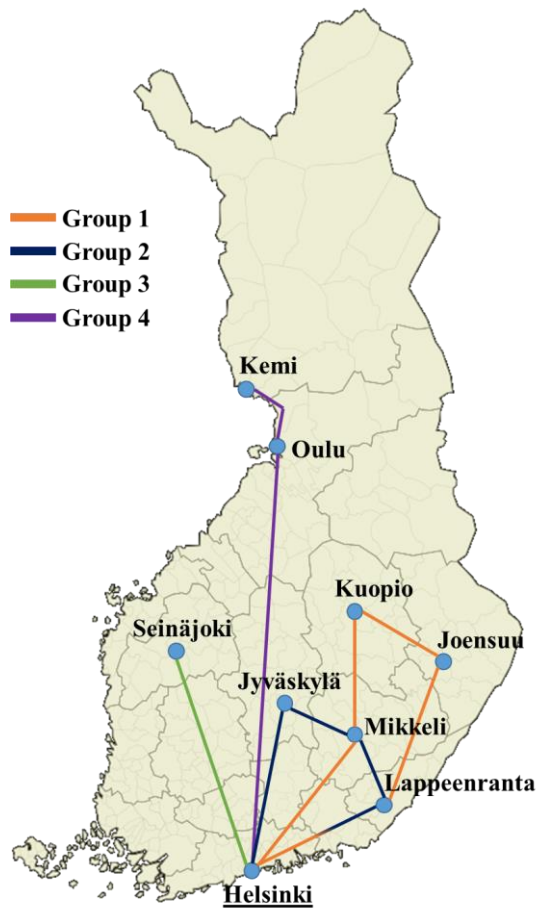 Group 1
Group 2
Group 3
Group 4
Kemi
Oulu
Kuopio
Seinäjoki
Joensuu
Jyväskylä
Mikkeli
Lappeenranta
Helsinki